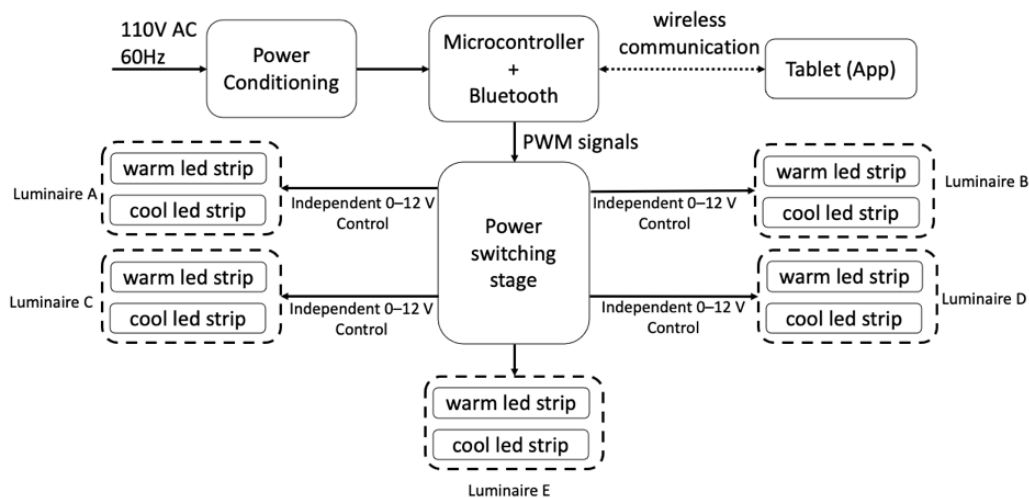 110V AC
60Hz
Power
Conditioning
Microcontroller
+
Bluetooth
wireless
communication
Tablet (App)
PWM signals
Luminaire A
warm led strip
cool led strip
Independent 0–12 V
Control
Power
switching
stage
Independent 0–12 V
Control
warm led strip
cool led strip
Luminaire B
Luminaire C
warm led strip
cool led strip
Independent 0–12 V
Control
Independent 0–12 V
Control
warm led strip
cool led strip
Luminaire D
warm led strip
cool led strip
Luminaire E